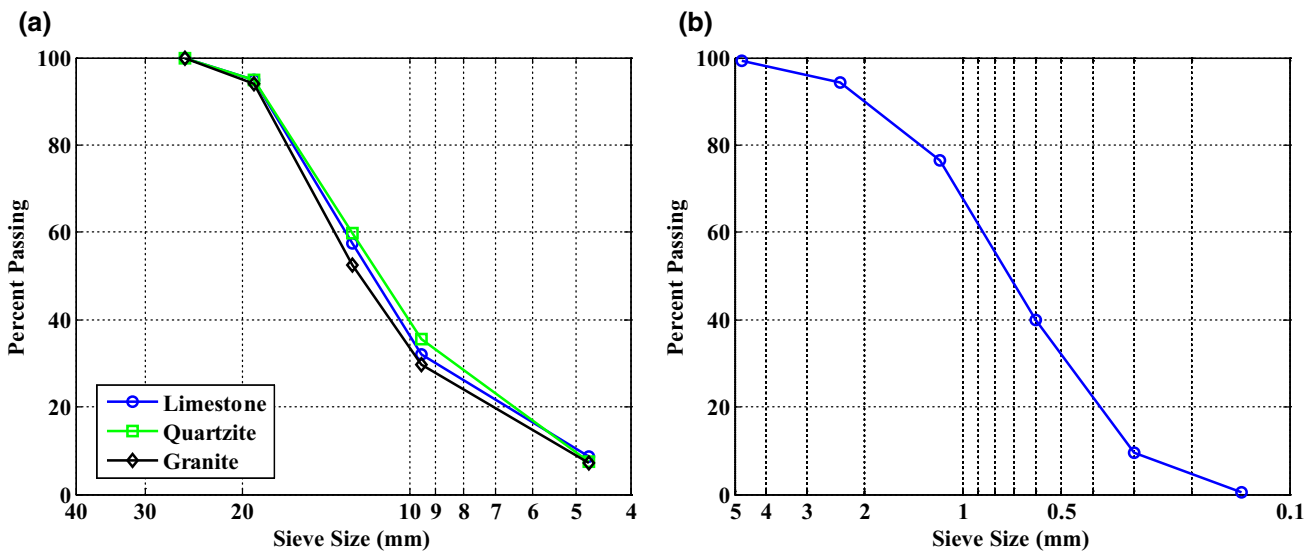 (a)
100
80
60
40
20
0
Percent Passing
Limestone
Quartzite
Granite
40 30 20 10 9 8 7 6 5 4
Sieve Size (mm)
(b)
100
80
60
40
20
0
Percent Passing
5 4 3 2 1 0.5 0.1
Sieve Size (mm)